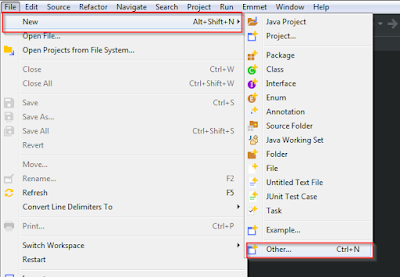 File Edit Source Refactor Navigate Search Project Run Emmet Window Help
New Alt+Shift+N
Open File...
Open Projects from File System...
Close Ctrl+W
Close All Ctrl+Shift+W
Save Ctrl+S
Save As...
Save All Ctrl+Shift+S
Revert
Move...
Rename... F2
Refresh F5
Convert Line Delimiters To
Print... Ctrl+P
Switch Workspace
Restart
Java Project
Project...
Package
Class
Interface
Enum
Annotation
Source Folder
Java Working Set
Folder
File
Untitled Text File
JUnit Test Case
Task
Example...
Other... Ctrl+N